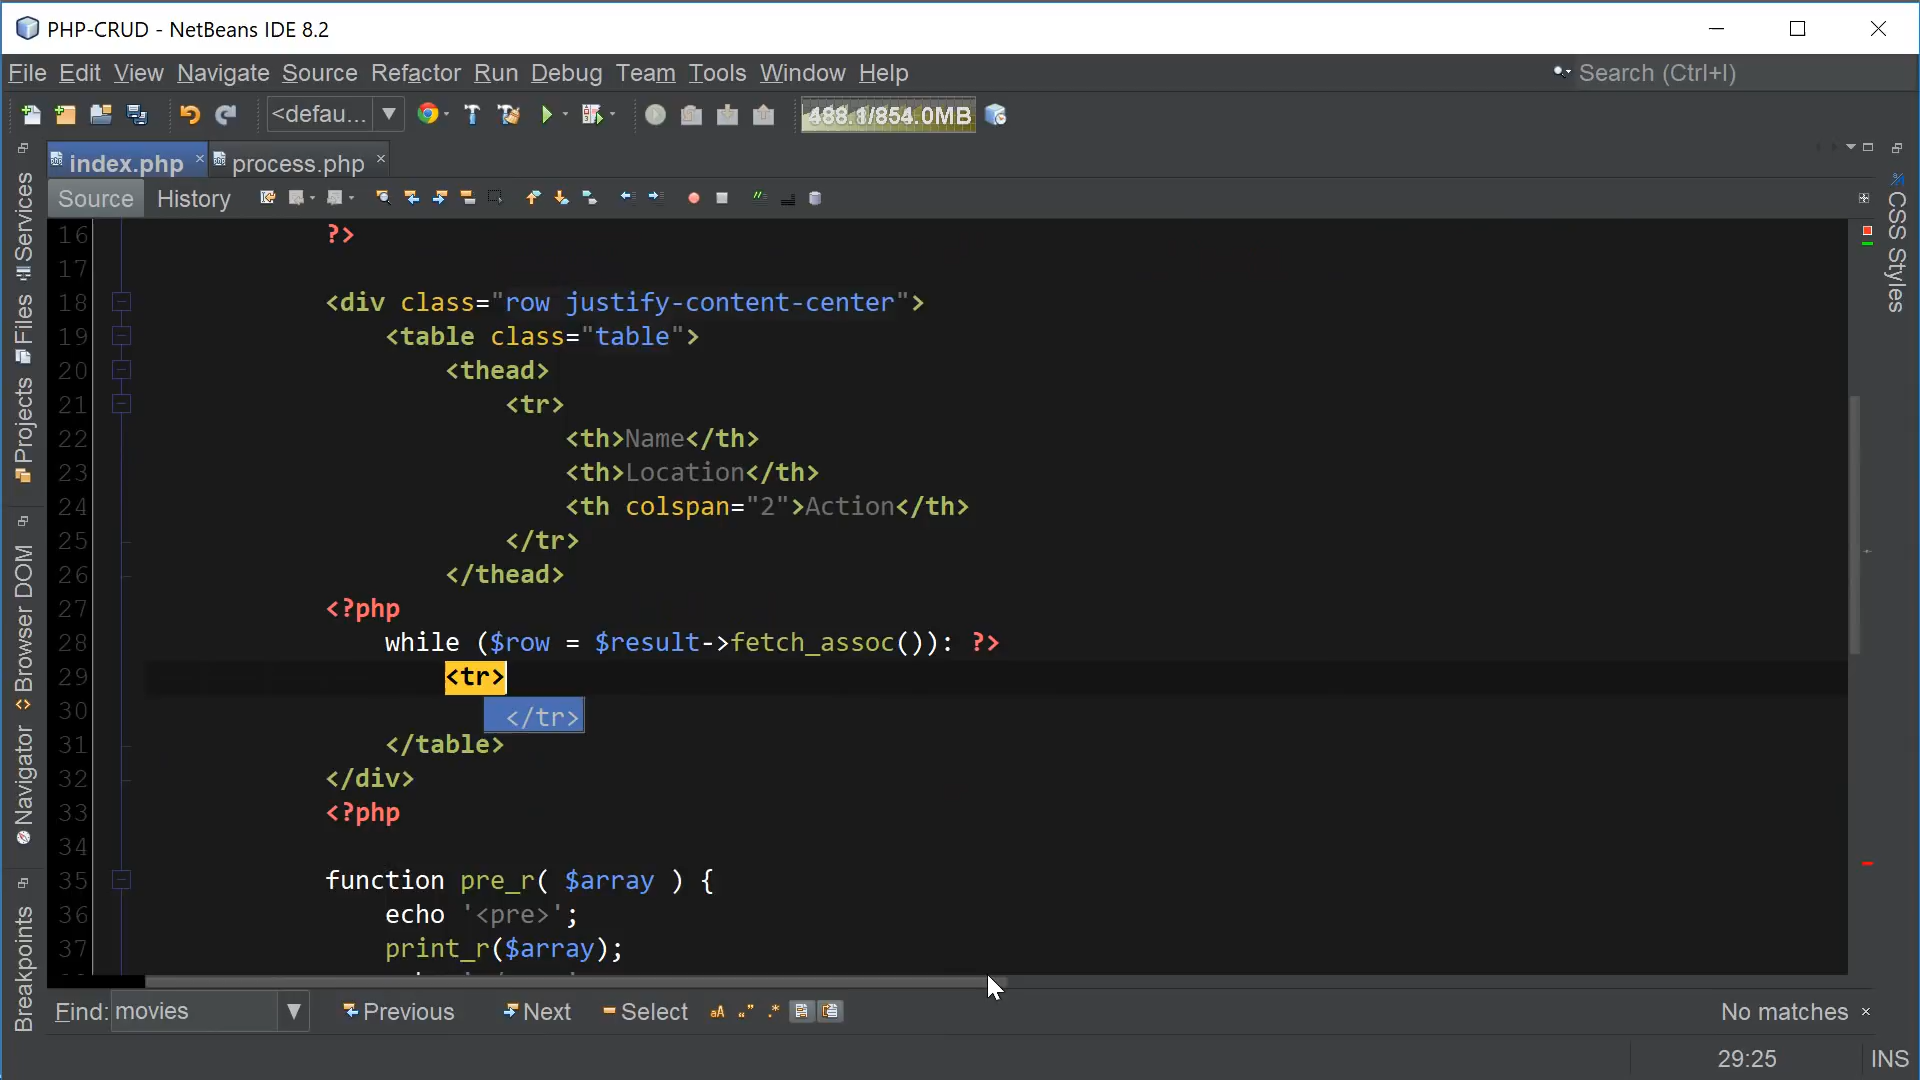 PHP-CRUD - NetBeans IDE 8.2
File Edit View Navigate Source Refactor Run Debug Team Tools Window Help
Search (Ctrl+I)
<defau...
488.1/854.0MB
index.php
process.php
Source History
Services
Files
Projects
Browser DOM
Navigator
Breakpoints
CSS Styles
16 ?>
17
18 <div class="row justify-content-center">
19 <table class="table">
20 <thead>
21 <tr>
22 <th>Name</th>
23 <th>Location</th>
24 <th colspan="2">Action</th>
25 </tr>
26 </thead>
27 <?php
28 while ($row = $result->fetch_assoc()): ?>
29 <tr>
30 </tr>
31 </table>
32 </div>
33 <?php
34
35 function pre_r( $array ) {
36 echo '<pre>';
37 print_r($array);
Find: movies
Previous Next Select
No matches
29:25 INS